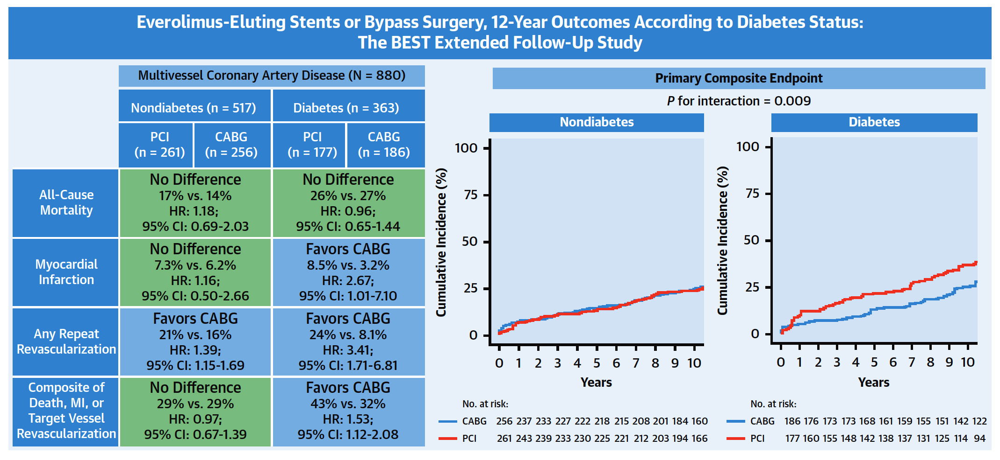 Everolimus-Eluting Stents or Bypass Surgery, 12-Year Outcomes According to Diabetes Status:
The BEST Extended Follow-Up Study
Multivessel Coronary Artery Disease (N = 880)
Nondiabetes (n = 517)
Diabetes (n = 363)
PCI
(n = 261)
CABG
(n = 256)
PCI
(n = 177)
CABG
(n = 186)
All-Cause
Mortality
No Difference
17% vs. 14%
HR: 1.18;
95% CI: 0.69-2.03
No Difference
26% vs. 27%
HR: 0.96;
95% CI: 0.65-1.44
Myocardial
Infarction
No Difference
7.3% vs. 6.2%
HR: 1.16;
95% CI: 0.50-2.66
Favors CABG
8.5% vs. 3.2%
HR: 2.67;
95% CI: 1.01-7.10
Any Repeat
Revascularization
Favors CABG
21% vs. 16%
HR: 1.39;
95% CI: 1.15-1.69
Favors CABG
24% vs. 8.1%
HR: 3.41;
95% CI: 1.71-6.81
Composite of
Death, MI, or
Target Vessel
Revascularization
No Difference
29% vs. 29%
HR: 0.97;
95% CI: 0.67-1.39
Favors CABG
43% vs. 32%
HR: 1.53;
95% CI: 1.12-2.08
Primary Composite Endpoint
P for interaction = 0.009
Nondiabetes
Cumulative Incidence (%)
100
75
50
25
0
0 1 2 3 4 5 6 7 8 9 10
Years
No. at risk:
CABG 256 237 233 227 222 218 215 208 201 184 160
PCI 261 243 239 233 230 225 221 212 203 194 166
Diabetes
Cumulative Incidence (%)
100
75
50
25
0
0 1 2 3 4 5 6 7 8 9 10
Years
No. at risk:
CABG 186 176 173 173 168 161 159 155 151 142 122
PCI 177 160 155 148 142 138 137 131 125 114 94